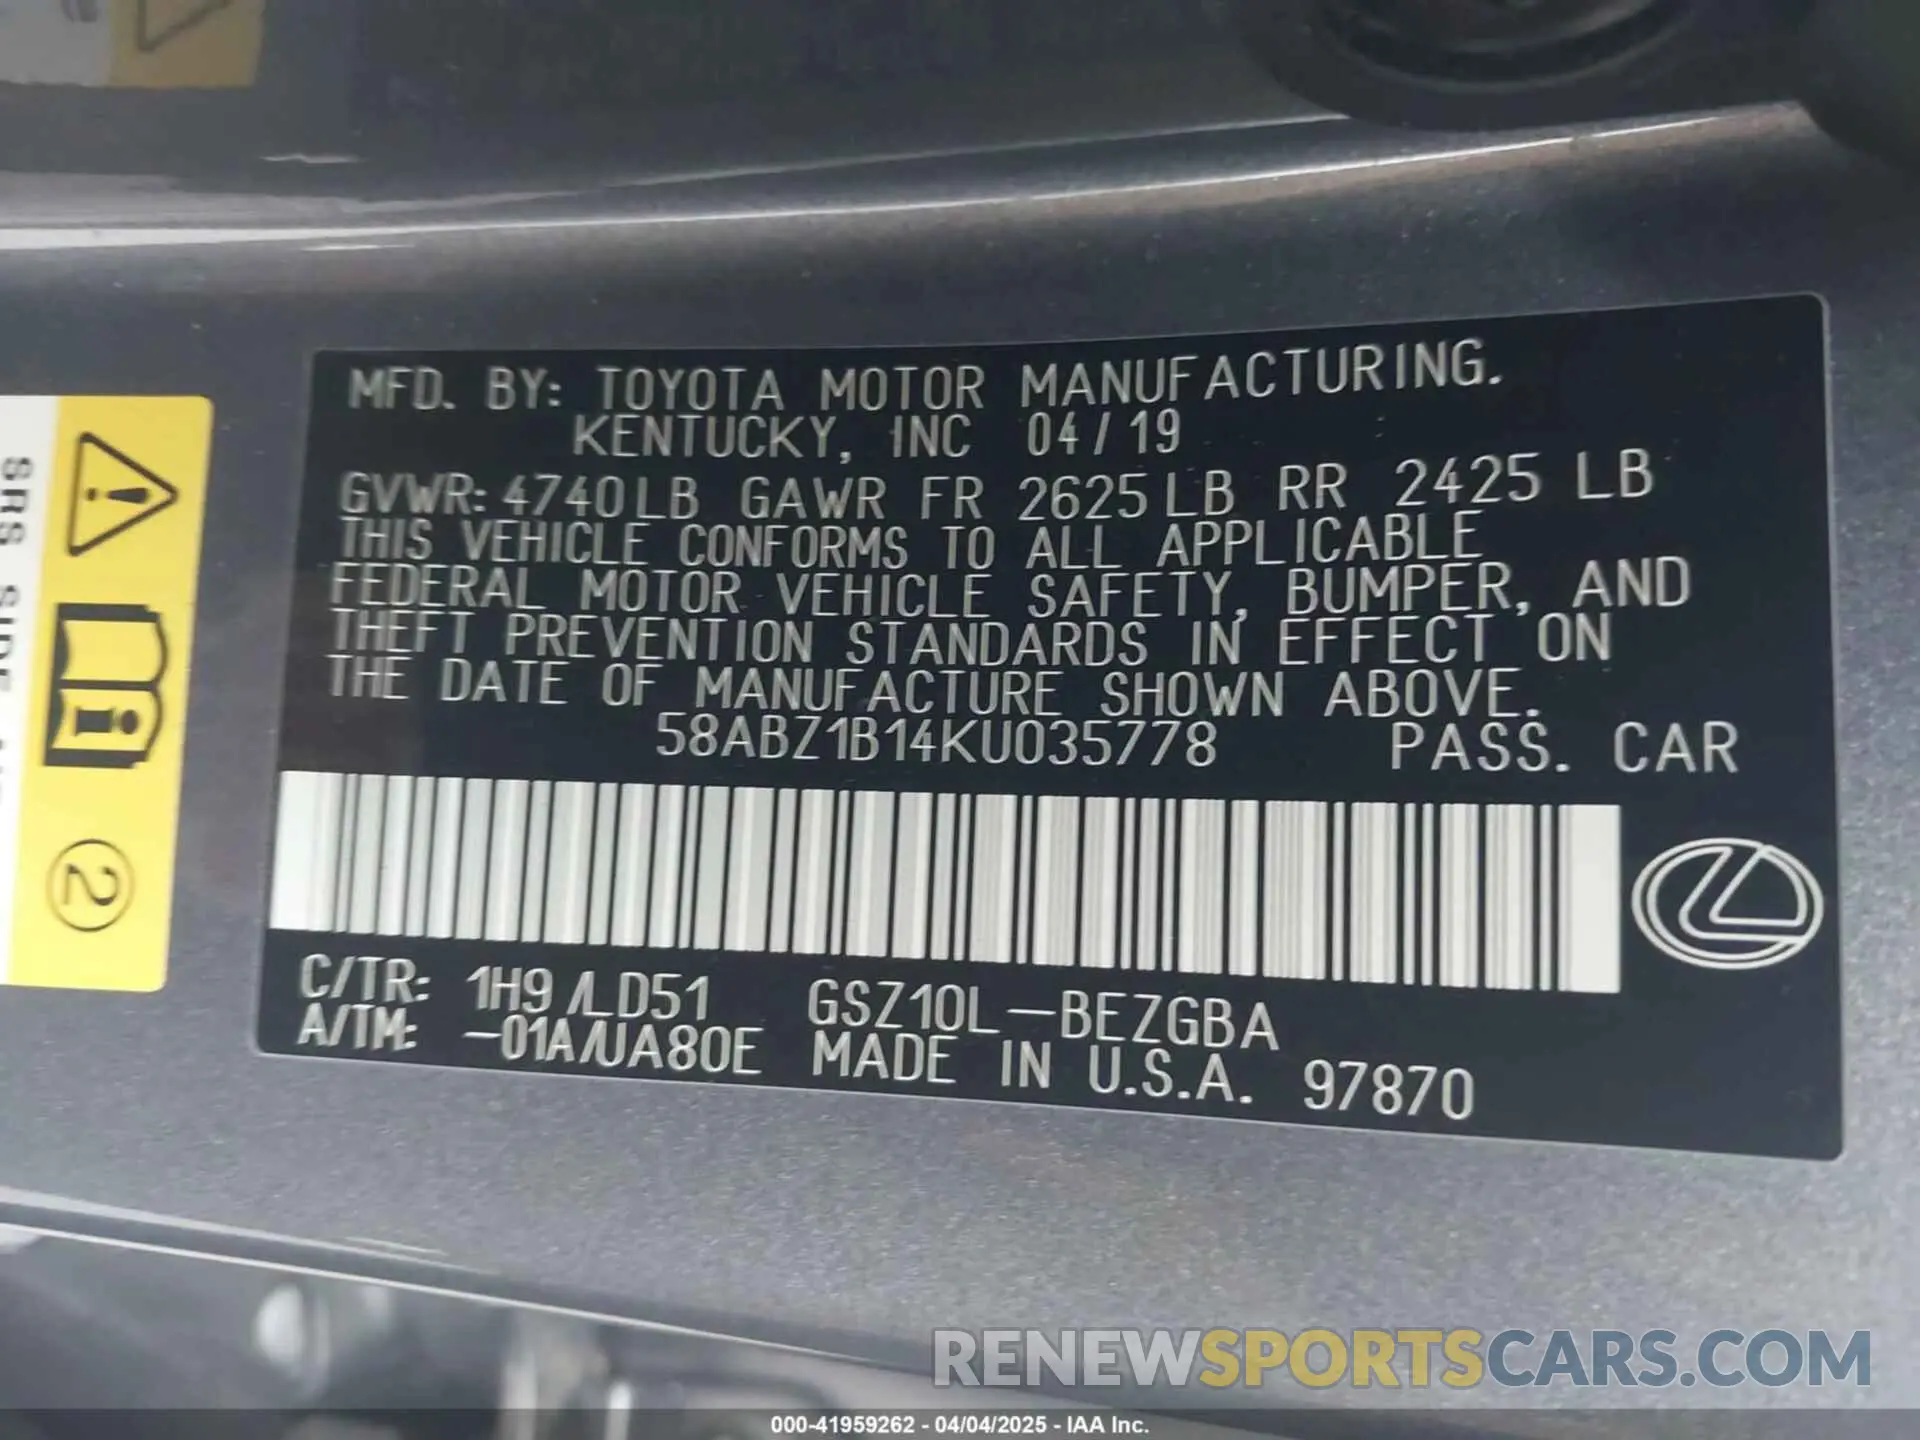 MFD. BY: TOYOTA MOTOR MANUFACTURING.
KENTUCKY, INC 04/19
GVWR: 4740LB GAWR FR 2625LB RR 2425 LB
THIS VEHICLE CONFORMS TO ALL APPLICABLE
FEDERAL MOTOR VEHICLE SAFETY, BUMPER, AND
THEFT PREVENTION STANDARDS IN EFFECT ON
THE DATE OF MANUFACTURE SHOWN ABOVE.
58ABZ1B14KU035778 PASS. CAR
C/TR: 1H9/LD51 GSZ10L-BEZGBA
A/TM: -01A/UA80E MADE IN U.S.A. 97870
SRS SIDE
2
RENEWSPORTSCARS.COM
000-41959262 - 04/04/2025 - IAA Inc.